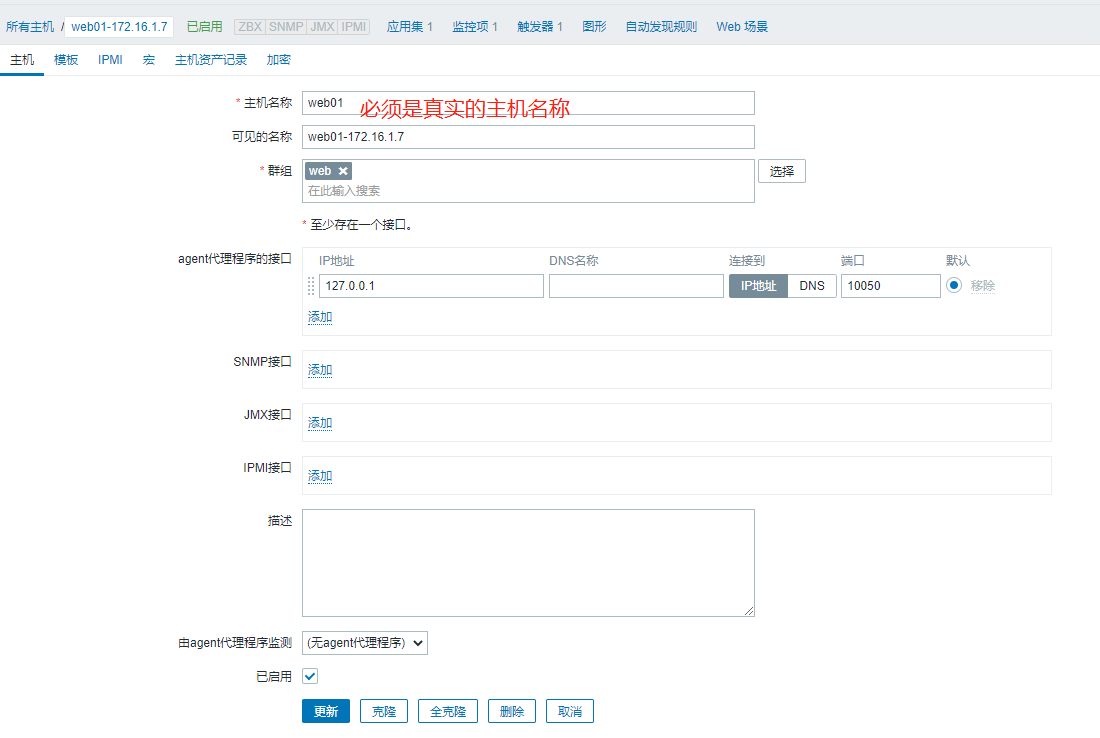 所有主机 / web01-172.16.1.7 已启用 ZBX SNMP JMX IPMI 应用集 1 监控项 1 触发器 1 图形 自动发现规则 Web 场景
主机 模板 IPMI 宏 主机资产记录 加密
* 主机名称 web01 必须是真实的主机名称
可见的名称 web01-172.16.1.7
* 群组 web ✖ 选择
在此输入搜索
* 至少存在一个接口。
agent代理程序的接口 IP地址 DNS名称 连接到 端口 默认
127.0.0.1 IP地址 DNS 10050 移除
添加
SNMP接口 添加
JMX接口 添加
IPMI接口 添加
描述
由agent代理程序监测 (无agent代理程序)
已启用
更新 克隆 全克隆 删除 取消